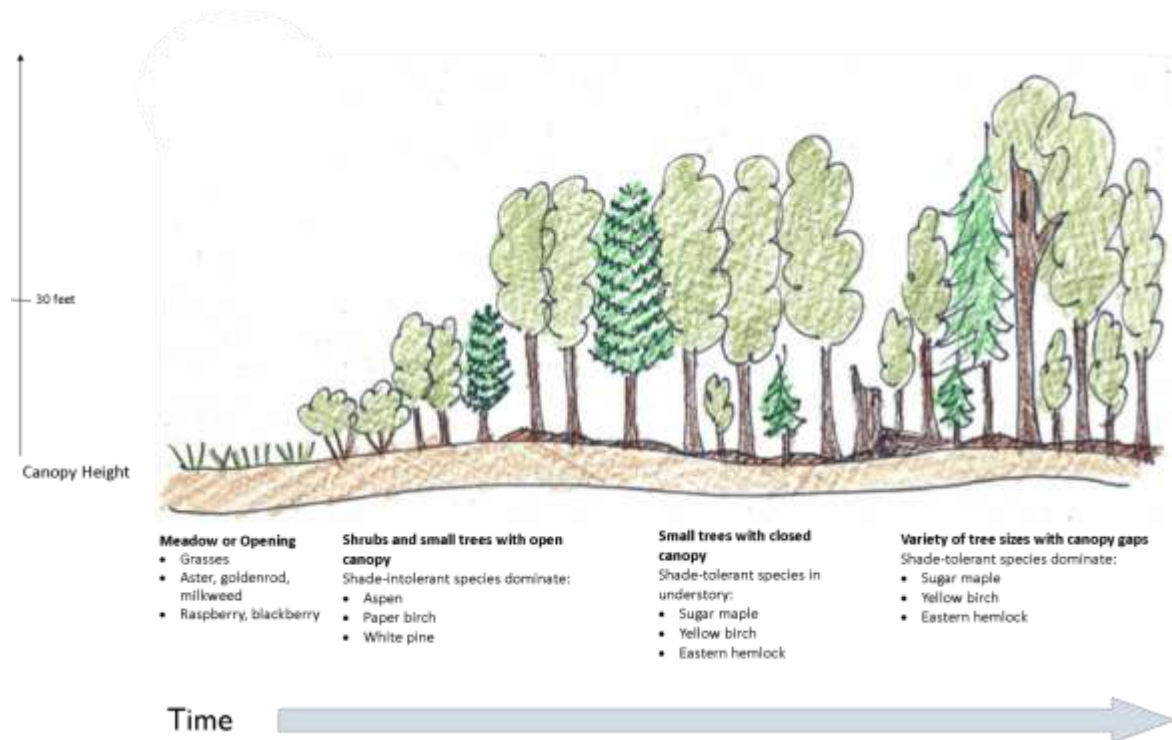 30 feet
Canopy Height
Meadow or Opening
• Grasses
• Aster, goldenrod,
milkweed
• Raspberry, blackberry
Shrubs and small trees with open
canopy
Shade-intolerant species dominate:
• Aspen
• Paper birch
• White pine
Small trees with closed
canopy
Shade-tolerant species in
understory:
• Sugar maple
• Yellow birch
• Eastern hemlock
Variety of tree sizes with canopy gaps
Shade-tolerant species dominate:
• Sugar maple
• Yellow birch
• Eastern hemlock
Time